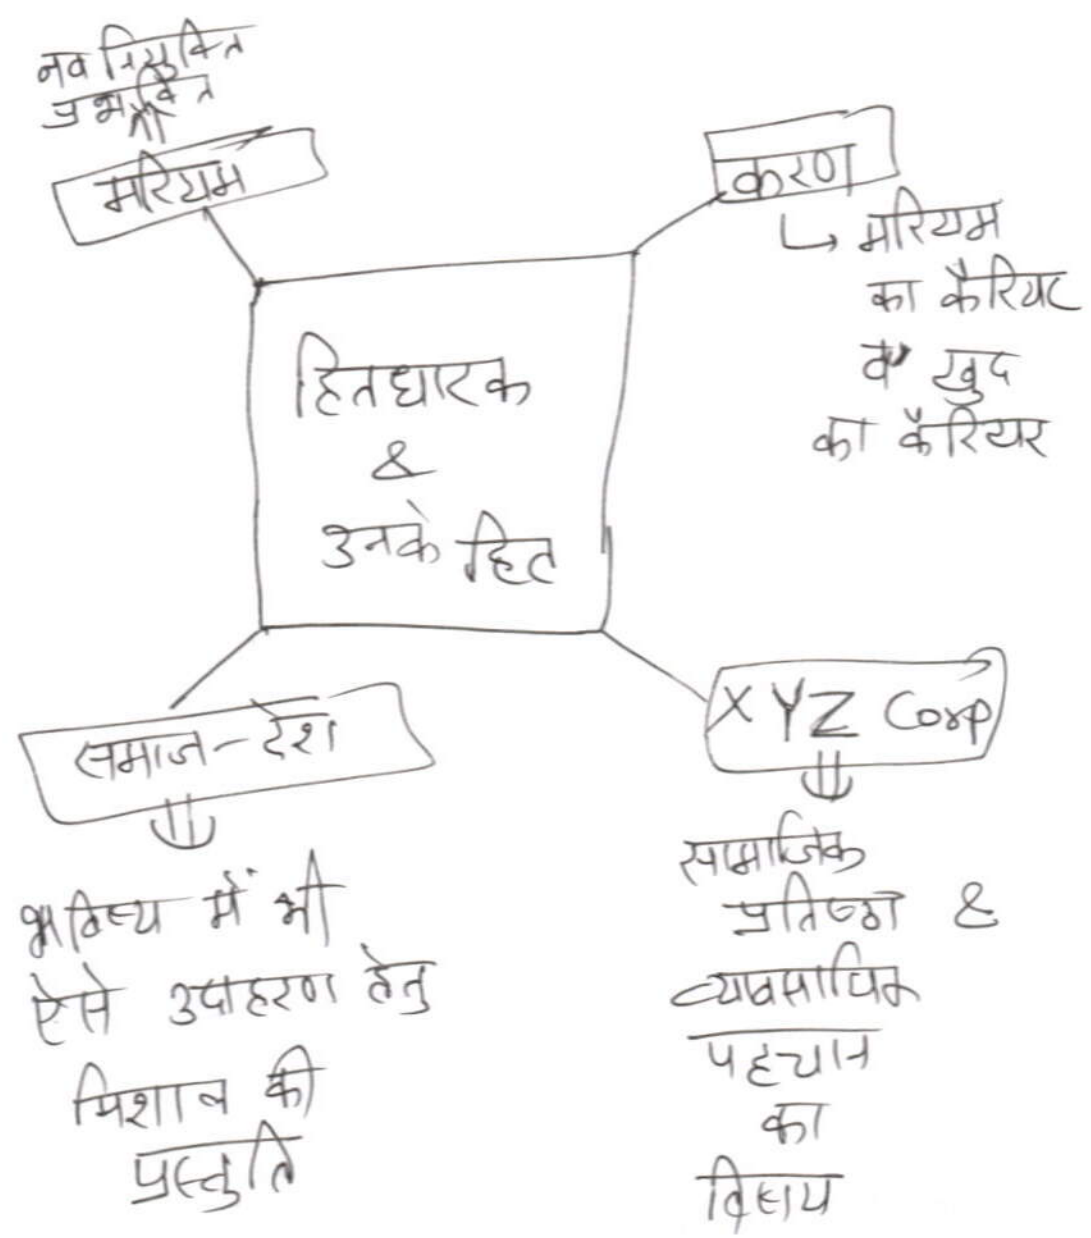 नव नियुक्ति
मरियम
करण
↳ मरियम
का कैरियर
व खुद
का कैरियर
हितधारक
&
उनके हित
समाज - देश
XYZ Corp
भविष्य में भी
ऐसे उदाहरण हेतु
मिशाल की
प्रस्तुति
सामाजिक
प्रतिष्ठा &
व्यावसायिक
पहचान
का
विषय